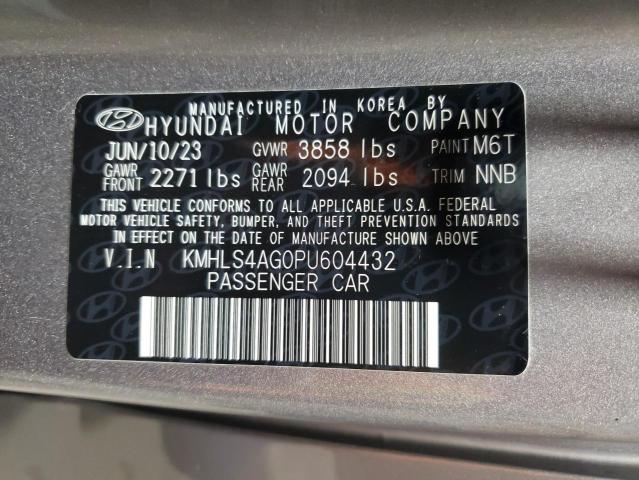 MANUFACTURED IN KOREA BY
HYUNDAI MOTOR COMPANY
JUN/10/23 GVWR 3858 lbs PAINT M6T
GAWR FRONT 2271 lbs GAWR REAR 2094 lbs TRIM NNB
THIS VEHICLE CONFORMS TO ALL APPLICABLE U.S.A. FEDERAL
MOTOR VEHICLE SAFETY, BUMPER, AND THEFT PREVENTION STANDARDS
IN EFFECT ON THE DATE OF MANUFACTURE SHOWN ABOVE
V.I.N KMHLS4AG0PU604432
PASSENGER CAR